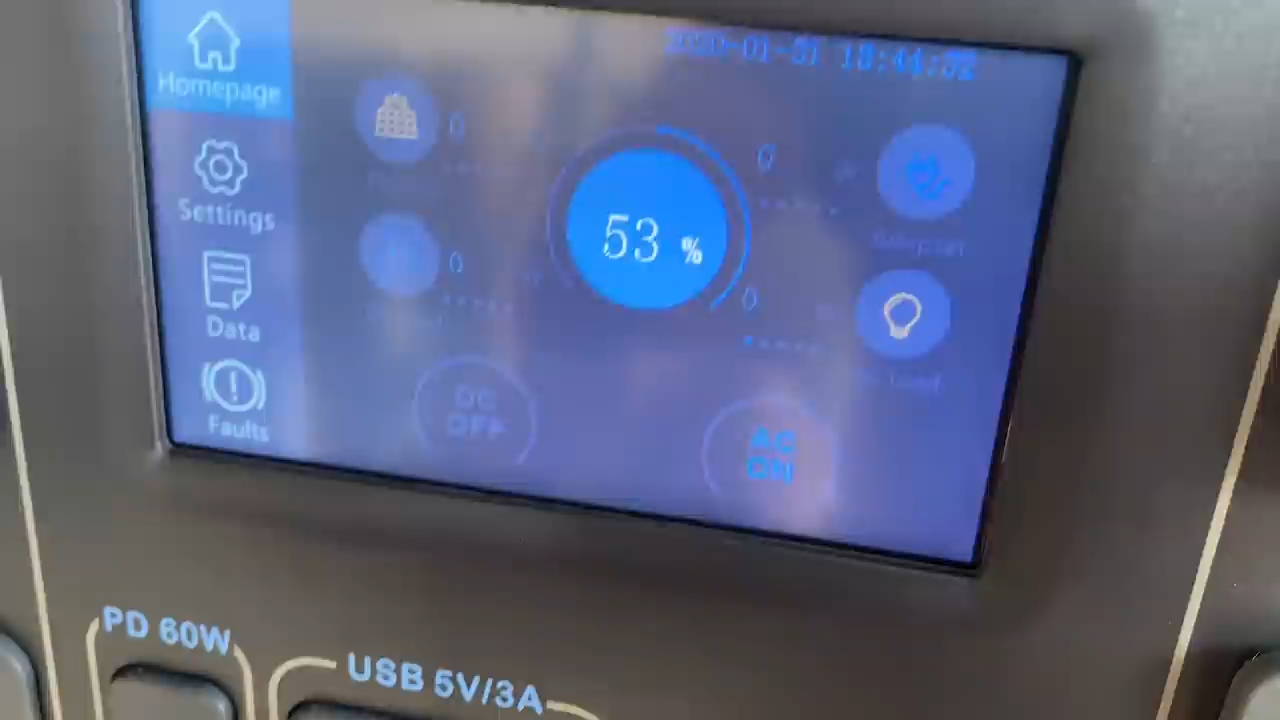 Homepage
Settings
Data
Faults
0
0
53 %
0
0
DC
OFF
AC
ON
PD 60W
USB 5V/3A